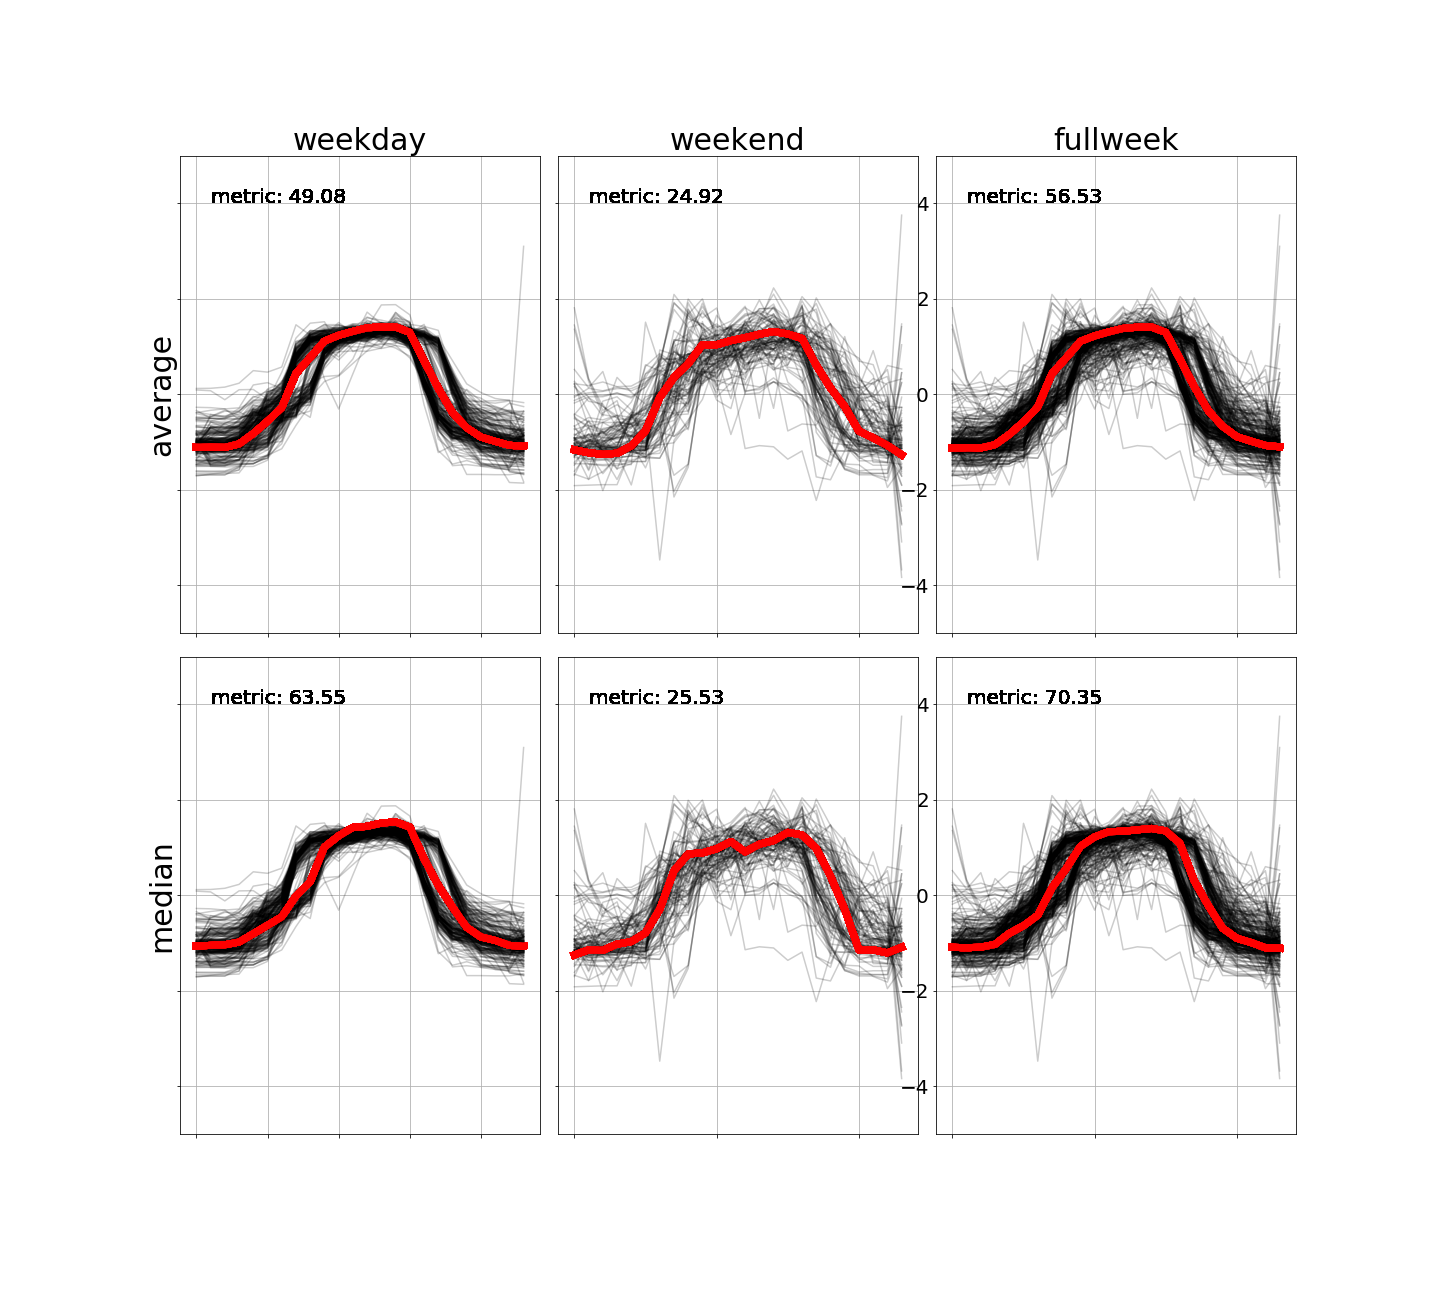 weekday
weekend
fullweek
average
metric: 49.08
metric: 24.92
metric: 56.53
4
2
0
−2
−4
median
metric: 63.55
metric: 25.53
metric: 70.35
4
2
0
−2
−4